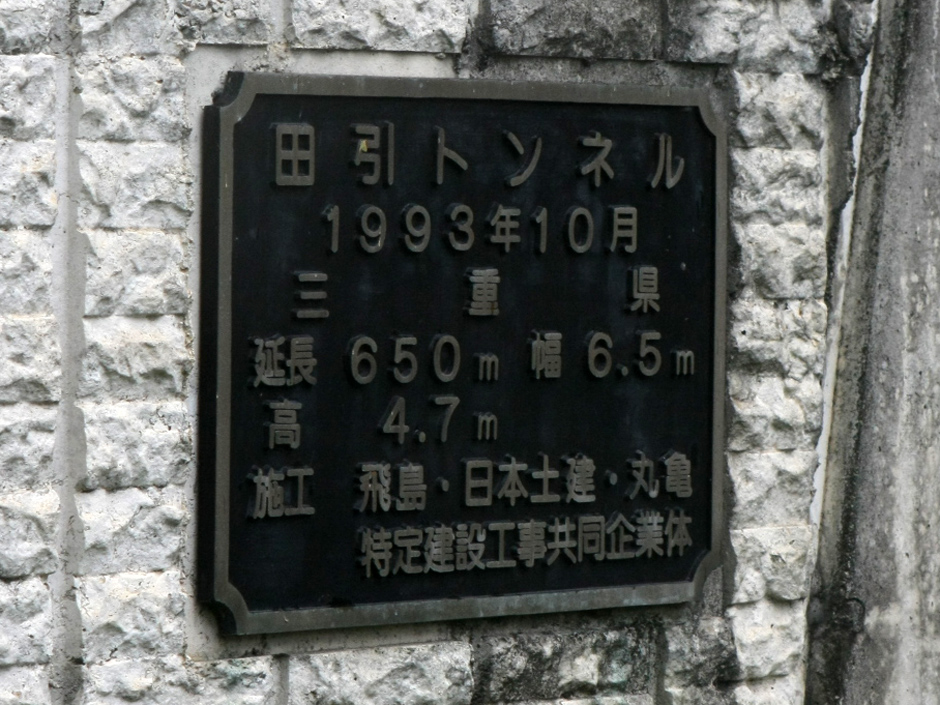 田引トンネル
1993年10月
三重県
延長 650m 幅 6.5m
高 4.7m
施工 飛島・日本土建・丸亀
特定建設工事共同企業体